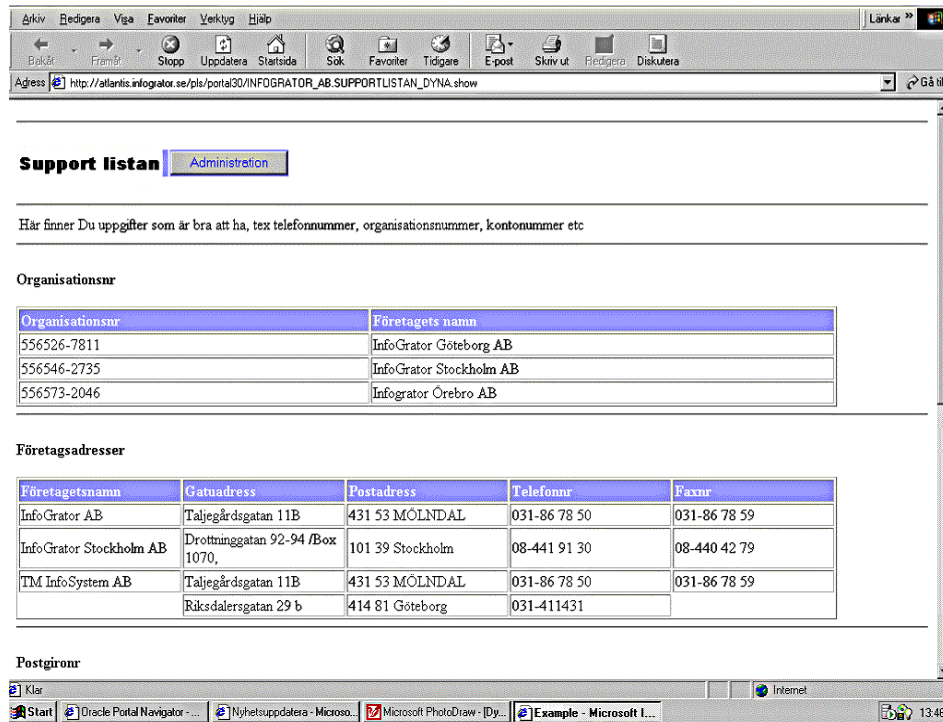 Arkiv Redigera Visa Favoriter Verktyg Hjälp Länkar »
Bakåt Framåt Stopp Uppdatera Startsida Sök Favoriter Tidigare E-post Skriv ut Redigera Diskutera
Adress http://atlantis.infogrator.se/pls/portal30/INFOGRATOR_AB.SUPPORTLISTAN_DYNA.show Gå til
Support listan Administration
Här finner Du uppgifter som är bra att ha, tex telefonnummer, organisationsnummer, kontonummer etc
Organisationsnr
Organisationsnr Företagets namn
556526-7811 InfoGrator Göteborg AB
556546-2735 InfoGrator Stockholm AB
556573-2046 Infogrator Örebro AB
Företagsadresser
Företagetsnamn Gatuadress Postadress Telefonnr Faxnr
InfoGrator AB Taljegårdsgatan 11B 431 53 MÖLNDAL 031-86 78 50 031-86 78 59
InfoGrator Stockholm AB Drottninggatan 92-94 /Box 1070, 101 39 Stockholm 08-441 91 30 08-440 42 79
TM InfoSystem AB Taljegårdsgatan 11B 431 53 MÖLNDAL 031-86 78 50 031-86 78 59
Riksdalersgatan 29 b 414 81 Göteborg 031-411431
Postgironr
Klar Internet
Start Oracle Portal Navigator - ... Nyhetsuppdatera - Microso... Microsoft PhotoDraw - [Dy... Example - Microsoft I... 13:46